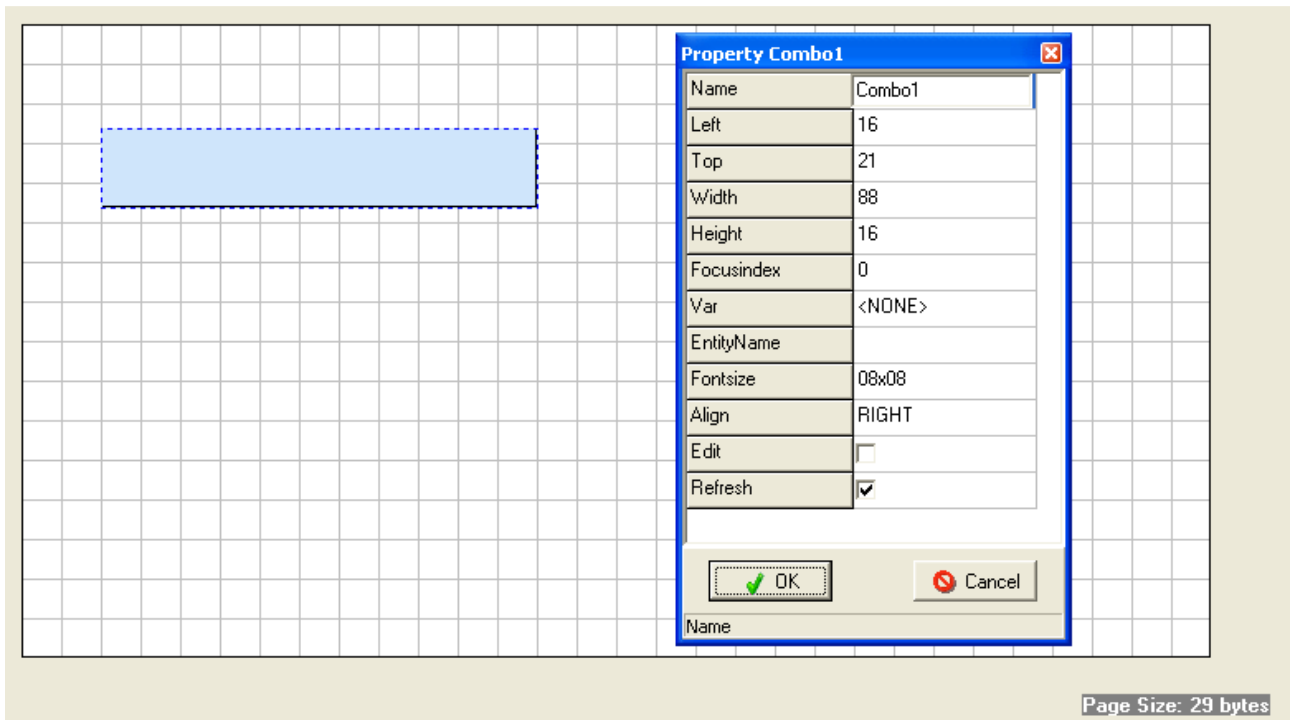 Property Combo1
Name Combo1
Left 16
Top 21
Width 88
Height 16
Focusindex 0
Var <NONE>
EntityName
Fontsize 08x08
Align RIGHT
Edit
Refresh
OK Cancel
Name
Page Size: 29 bytes